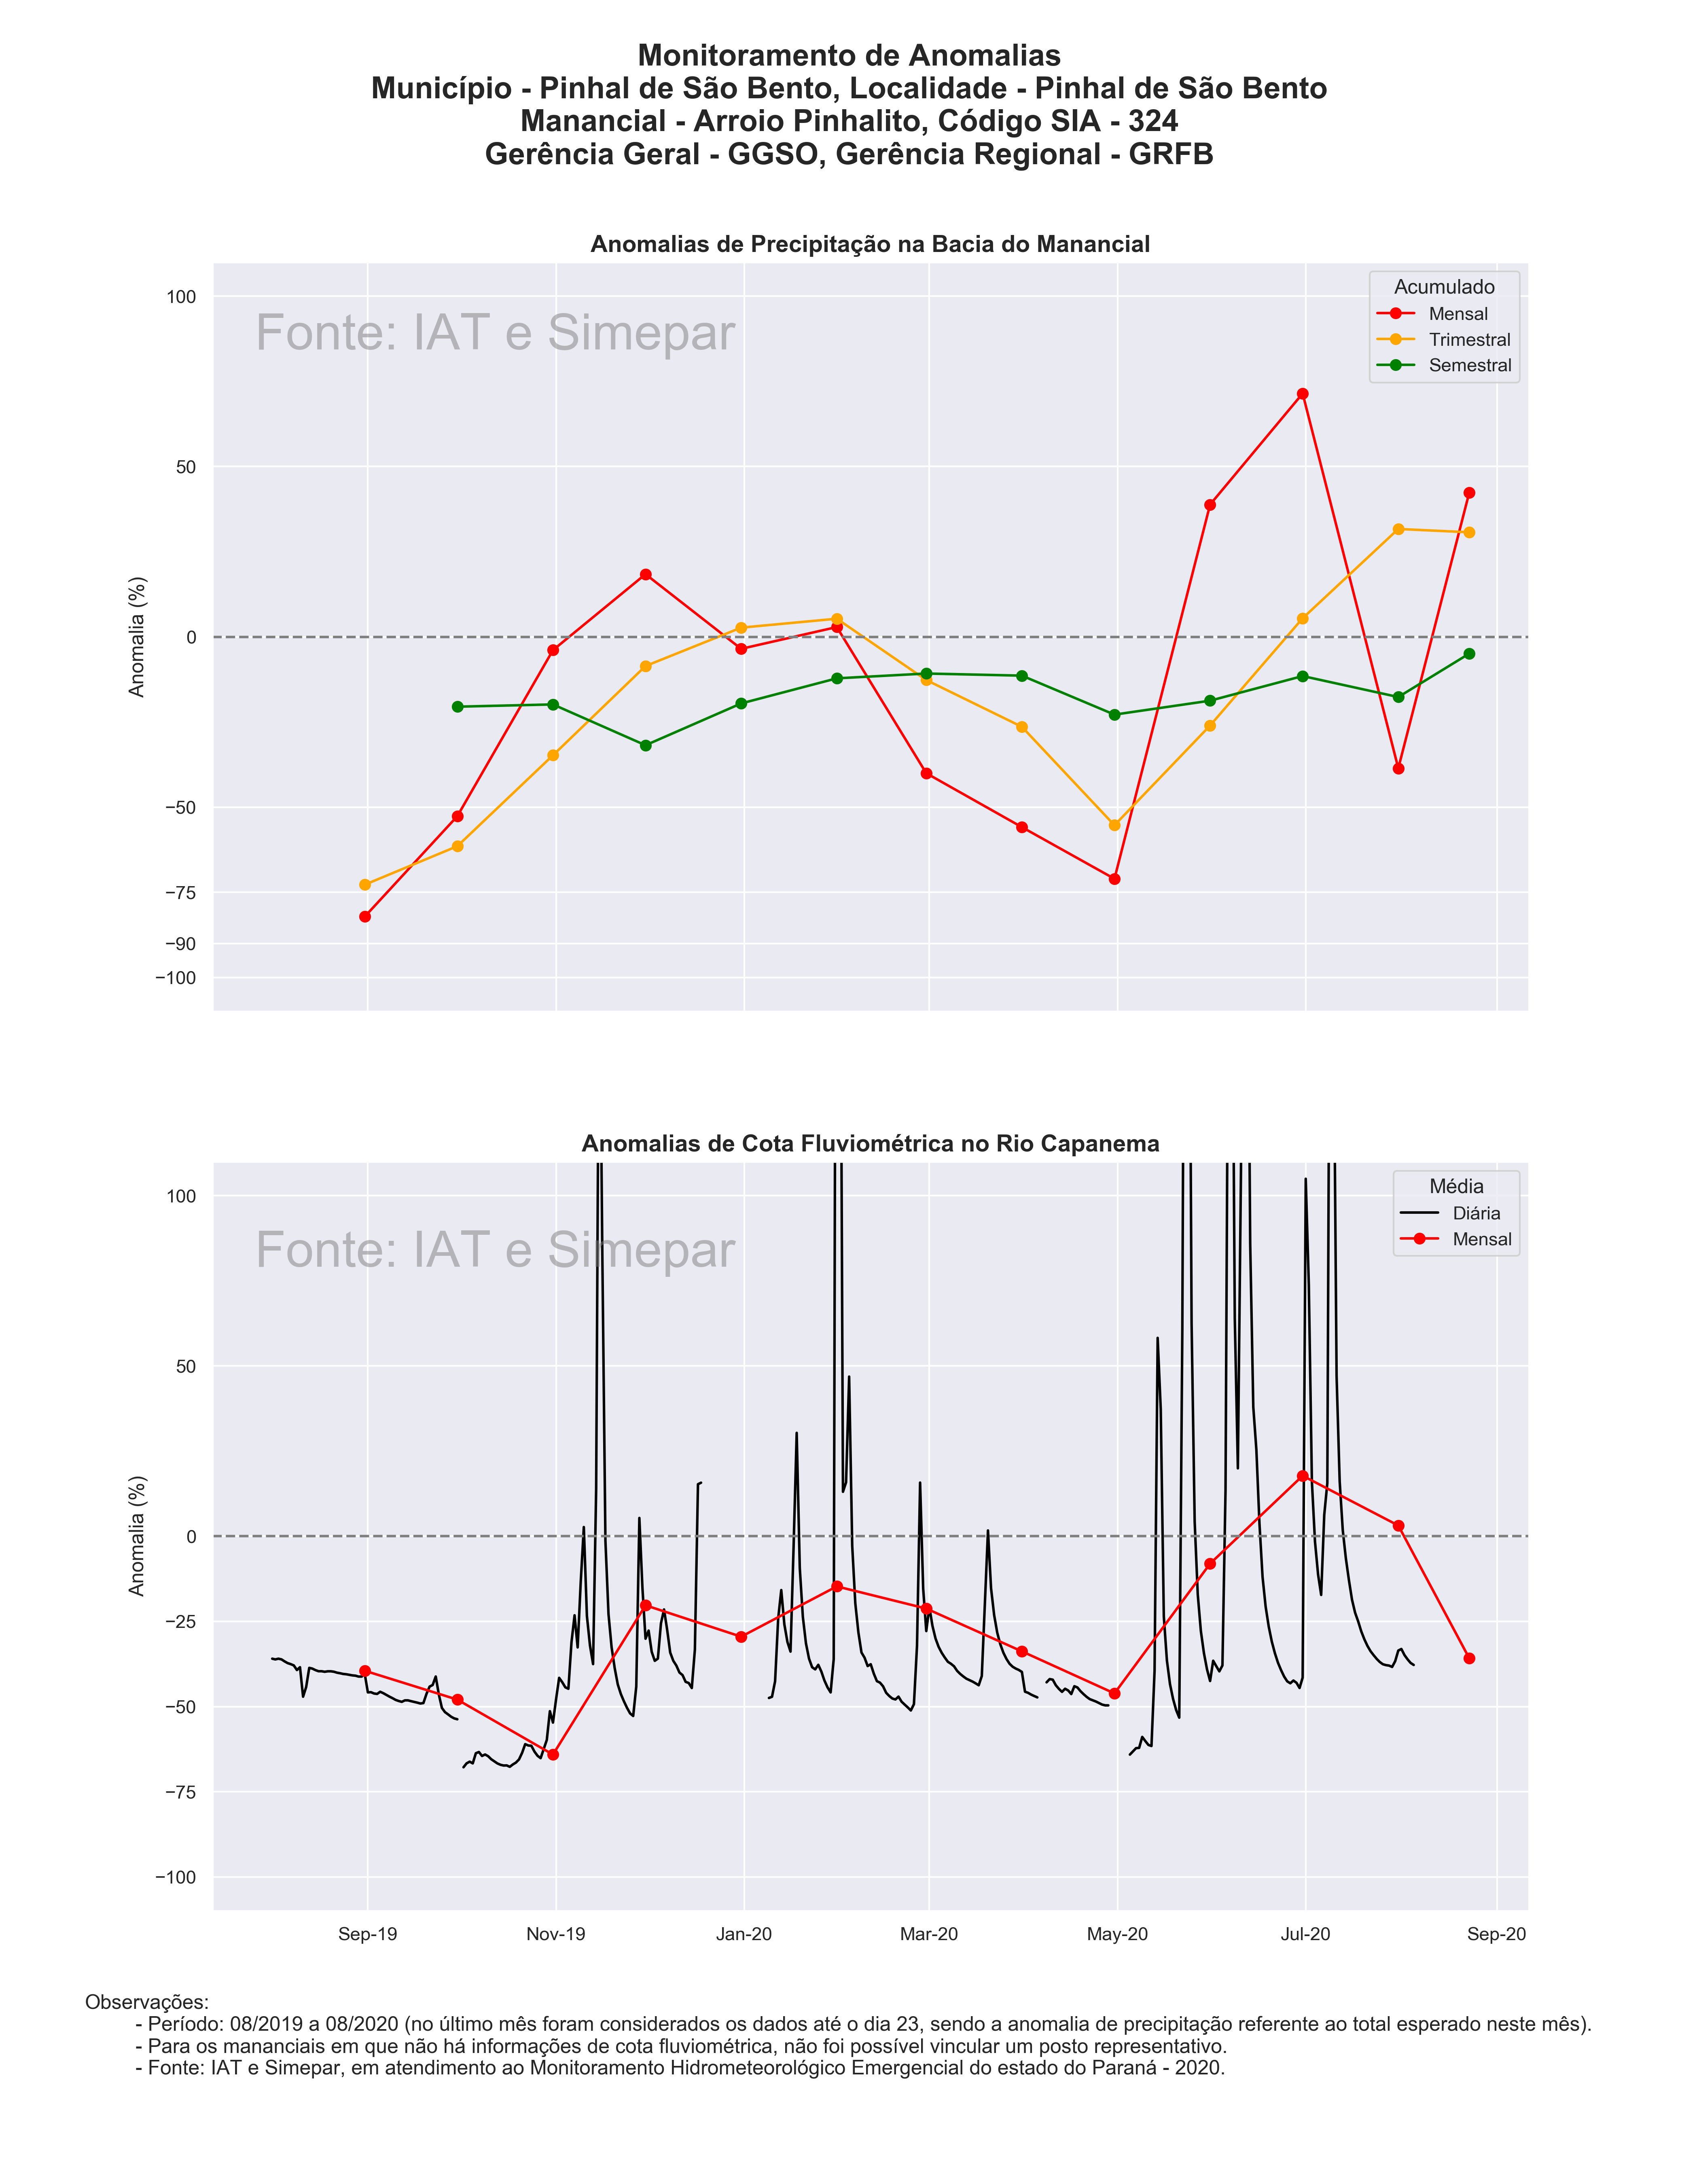 Monitoramento de Anomalias
Município - Pinhal de São Bento, Localidade - Pinhal de São Bento
Manancial - Arroio Pinhalito, Código SIA - 324
Gerência Geral - GGSO, Gerência Regional - GRFB
Anomalias de Precipitação na Bacia do Manancial
Fonte: IAT e Simepar
Acumulado
Mensal
Trimestral
Semestral
Anomalia (%)
100
50
0
−50
−75
−90
−100
Anomalias de Cota Fluviométrica no Rio Capanema
Fonte: IAT e Simepar
Média
Diária
Mensal
Anomalia (%)
100
50
0
−25
−50
−75
−100
Sep-19 Nov-19 Jan-20 Mar-20 May-20 Jul-20 Sep-20
Observações:
- Período: 08/2019 a 08/2020 (no último mês foram considerados os dados até o dia 23, sendo a anomalia de precipitação referente ao total esperado neste mês).
- Para os mananciais em que não há informações de cota fluviométrica, não foi possível vincular um posto representativo.
- Fonte: IAT e Simepar, em atendimento ao Monitoramento Hidrometeorológico Emergencial do estado do Paraná - 2020.